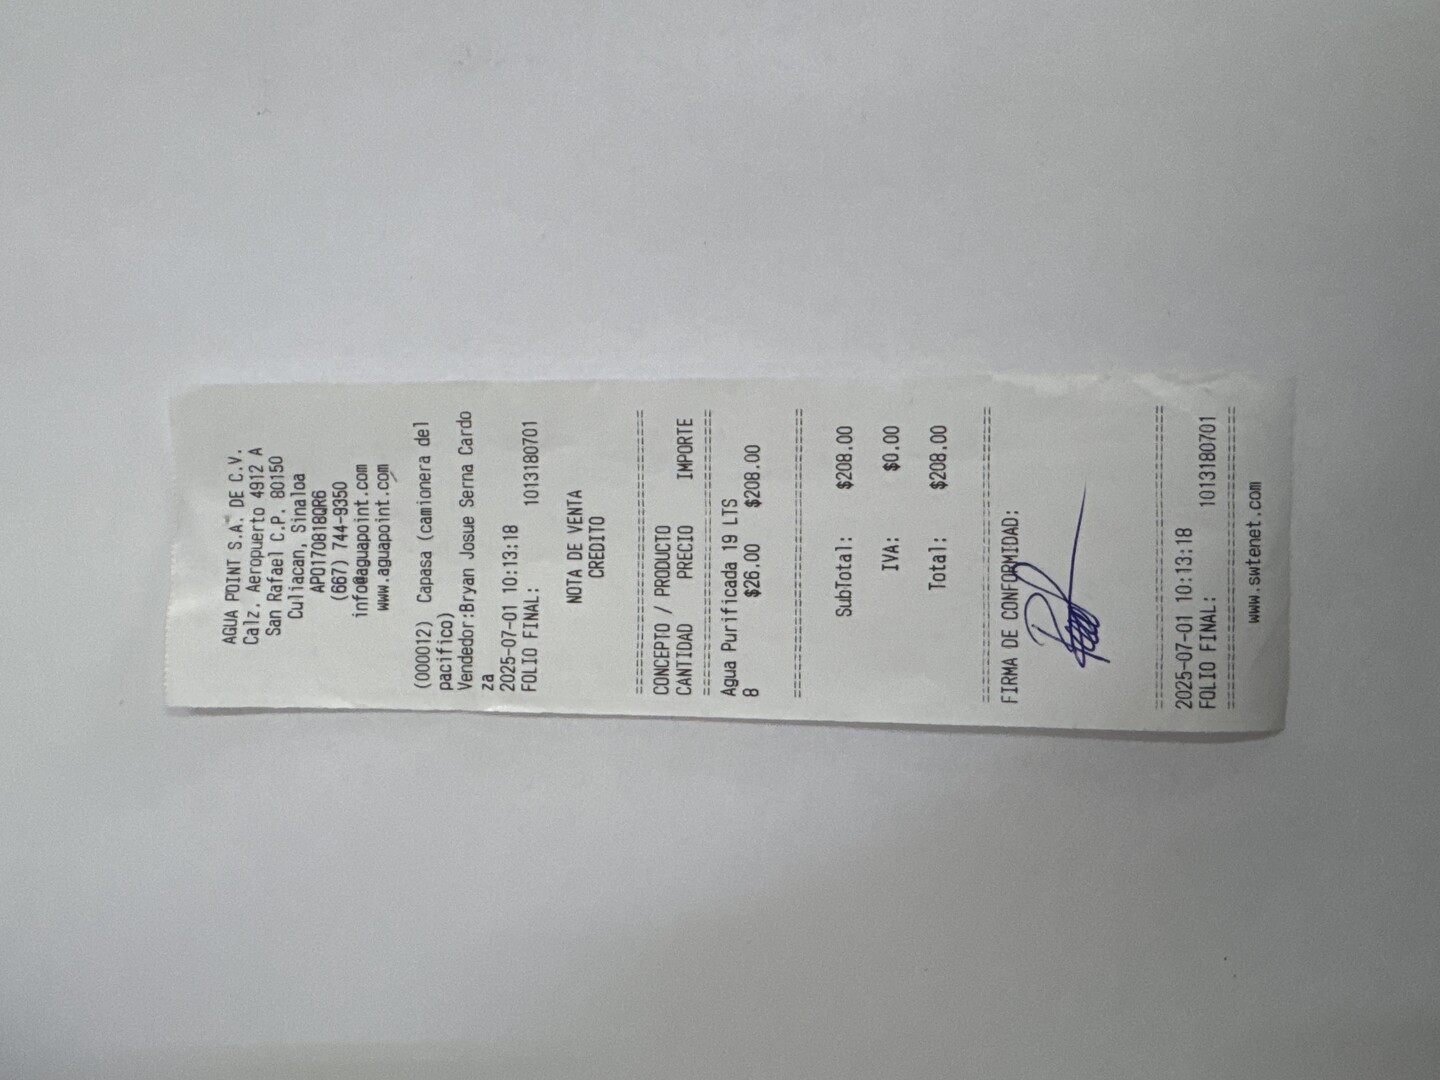 AGUA POINT S.A. DE C.V.
Calz. Aeropuerto 4912 A
San Rafael C.P. 80150
Culiacan, Sinaloa
APO170818QR6
(667) 744-9350
info@aguapoint.com
www.aguapoint.com
(000012) Capasa (camionera del
pacifico)
Vendedor:Bryan Josue Serna Cardo
za
2025-07-01 10:13:18
FOLIO FINAL: 1013180701
NOTA DE VENTA
CREDITO
================================
CONCEPTO / PRODUCTO
CANTIDAD PRECIO IMPORTE
================================
Agua Purificada 19 LTS
8 $26.00 $208.00
================================
SubTotal: $208.00
IVA: $0.00
Total: $208.00
================================
FIRMA DE CONFORMIDAD:
================================
2025-07-01 10:13:18
FOLIO FINAL: 1013180701
================================
www.swtenet.com